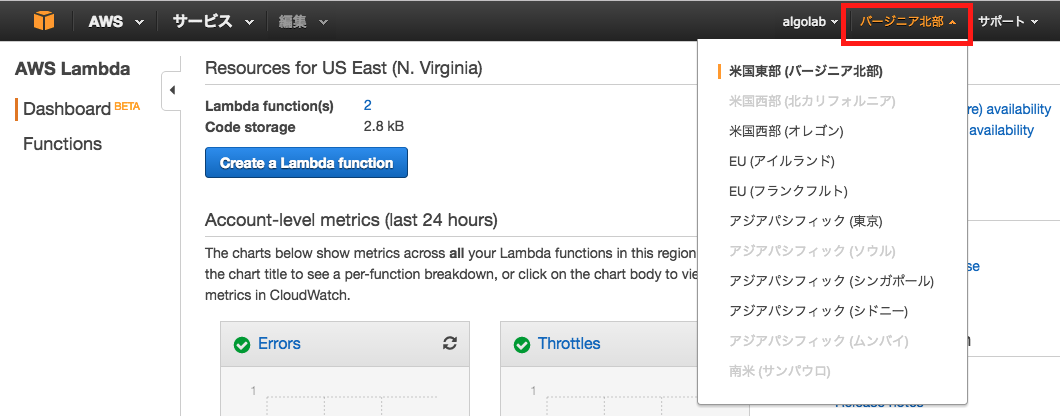 AWS サービス 編集 algolab バージニア北部 サポート
AWS Lambda
Dashboard BETA
Functions
Resources for US East (N. Virginia)
Lambda function(s) 2
Code storage 2.8 kB
Create a Lambda function
Account-level metrics (last 24 hours)
The charts below show metrics across all your Lambda functions in this region
the chart title to see a per-function breakdown, or click on the chart body to vie
metrics in CloudWatch.
Errors
1
Throttles
1
米国東部 (バージニア北部)
米国西部 (北カリフォルニア)
米国西部 (オレゴン)
EU (アイルランド)
EU (フランクフルト)
アジアパシフィック (東京)
アジアパシフィック (ソウル)
アジアパシフィック (シンガポール)
アジアパシフィック (シドニー)
アジアパシフィック (ムンバイ)
南米 (サンパウロ)
re) availability
availability
se
Release notes